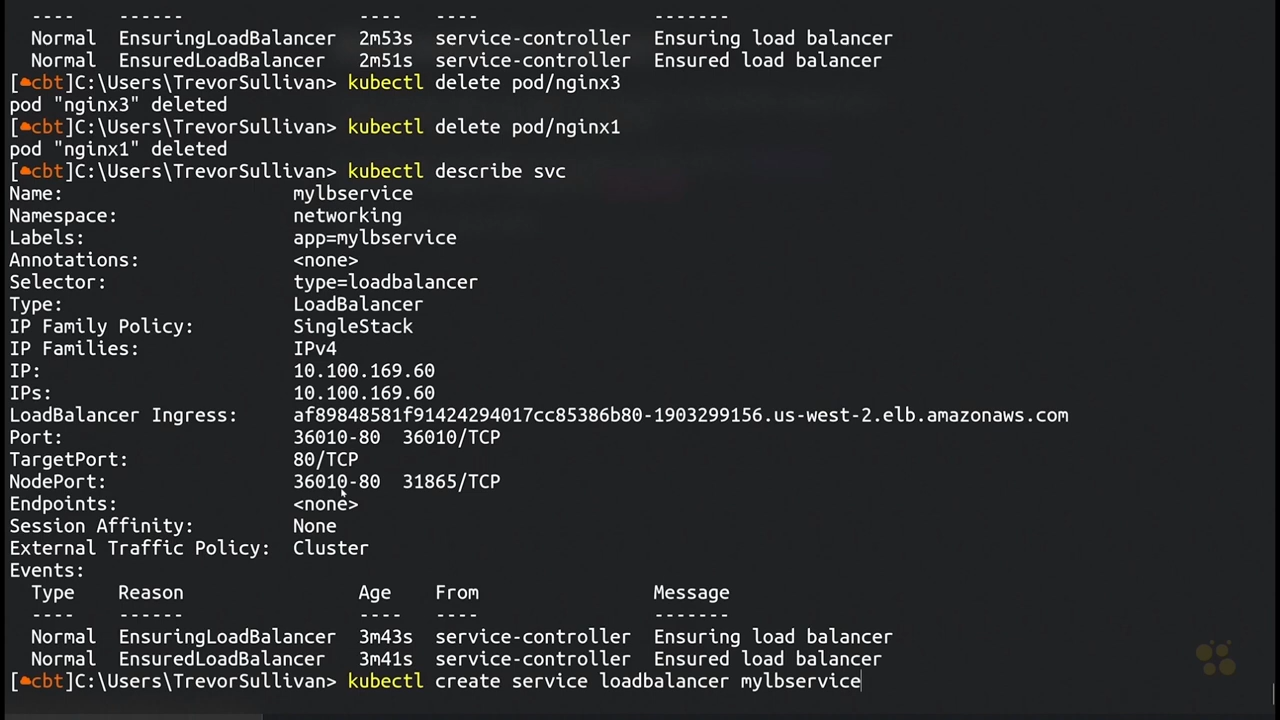 ----    ------                ----   ----                -------
Normal  EnsuringLoadBalancer  2m53s  service-controller  Ensuring load balancer
Normal  EnsuredLoadBalancer   2m51s  service-controller  Ensured load balancer
[cbt]C:\Users\TrevorSullivan> kubectl delete pod/nginx3
pod "nginx3" deleted
[cbt]C:\Users\TrevorSullivan> kubectl delete pod/nginx1
pod "nginx1" deleted
[cbt]C:\Users\TrevorSullivan> kubectl describe svc
Name:                     mylbservice
Namespace:                networking
Labels:                   app=mylbservice
Annotations:              <none>
Selector:                 type=loadbalancer
Type:                     LoadBalancer
IP Family Policy:         SingleStack
IP Families:              IPv4
IP:                       10.100.169.60
IPs:                      10.100.169.60
LoadBalancer Ingress:     af89848581f91424294017cc85386b80-1903299156.us-west-2.elb.amazonaws.com
Port:                     36010-80  36010/TCP
TargetPort:               80/TCP
NodePort:                 36010-80  31865/TCP
Endpoints:                <none>
Session Affinity:         None
External Traffic Policy:  Cluster
Events:
Type    Reason                Age    From                Message
----    ------                ----   ----                -------
Normal  EnsuringLoadBalancer  3m43s  service-controller  Ensuring load balancer
Normal  EnsuredLoadBalancer   3m41s  service-controller  Ensured load balancer
[cbt]C:\Users\TrevorSullivan> kubectl create service loadbalancer mylbservice